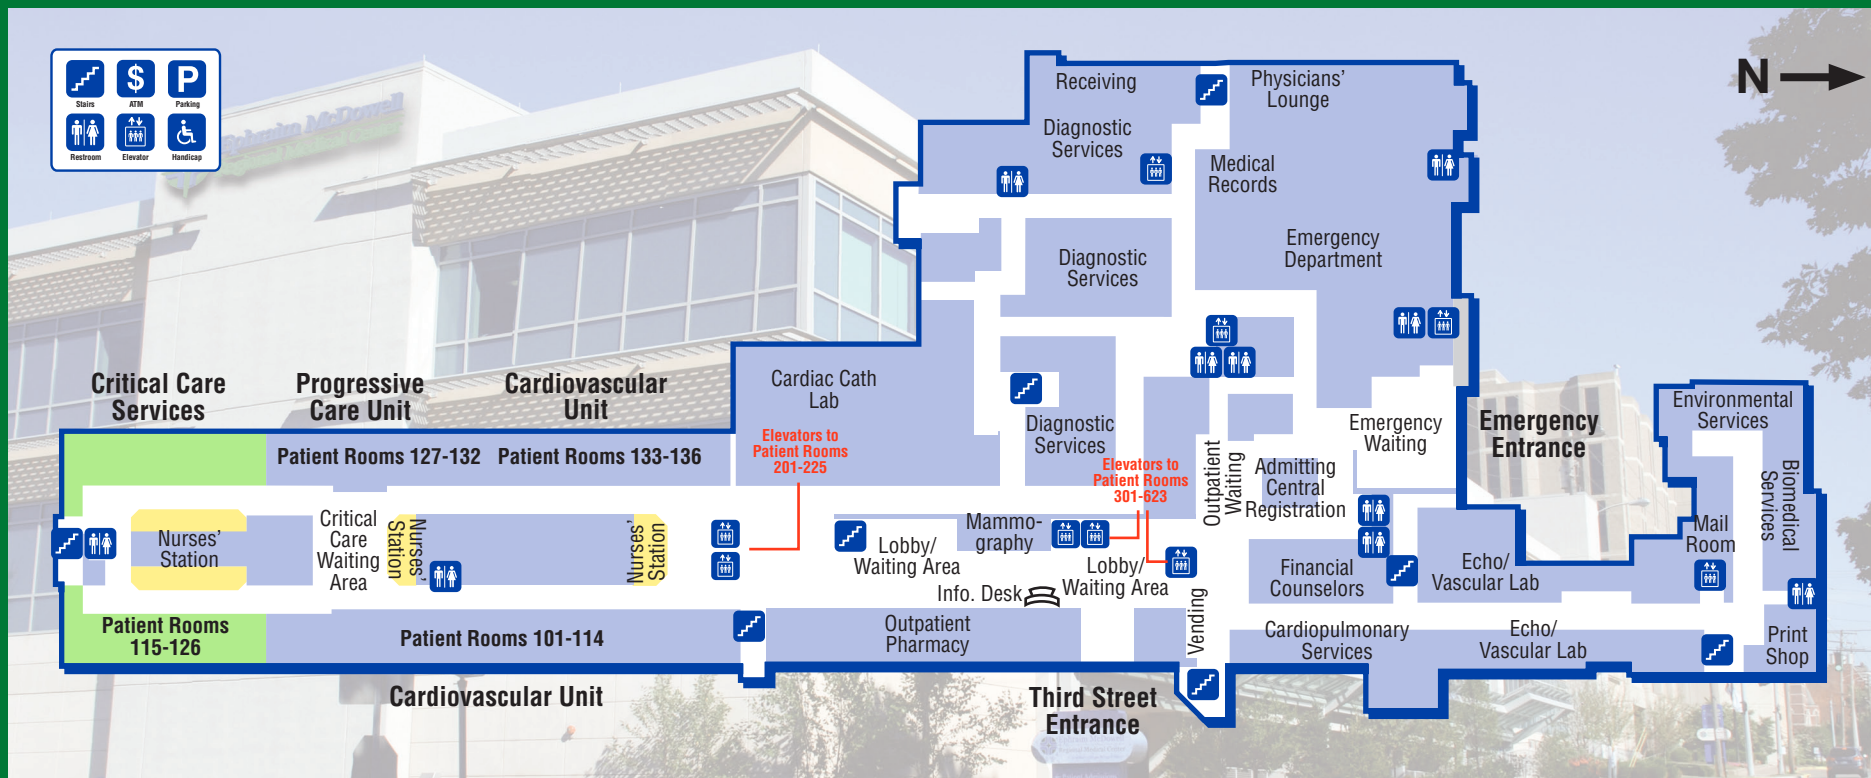 Stairs
ATM
Parking
Restroom
Elevator
Handicap
$
P
Ephraim McDowell
N
Receiving
Physicians'
Lounge
Diagnostic
Services
Medical
Records
Emergency
Department
Diagnostic
Services
Critical Care
Services
Progressive
Care Unit
Cardiovascular
Unit
Cardiac Cath
Lab
Diagnostic
Services
Emergency
Waiting
Emergency
Entrance
Environmental
Services
Patient Rooms 127-132
Patient Rooms 133-136
Elevators to
Patient Rooms
201-225
Elevators to
Patient Rooms
301-623
Outpatient
Waiting
Admitting
Central
Registration
Biomedical
Services
Nurses'
Station
Critical
Care
Waiting
Area
Nurses'
Station
Nurses'
Station
Lobby/
Waiting Area
Mammo-
graphy
Lobby/
Waiting Area
Info. Desk
Financial
Counselors
Echo/
Vascular Lab
Mail
Room
Patient Rooms
115-126
Patient Rooms 101-114
Outpatient
Pharmacy
Vending
Cardiopulmonary
Services
Echo/
Vascular Lab
Print
Shop
Cardiovascular Unit
Third Street
Entrance